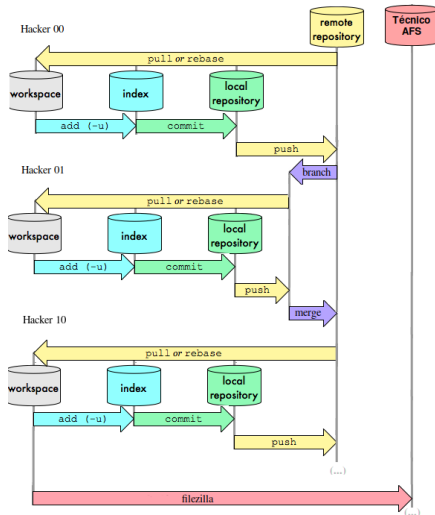 remote
repository
Técnico
AFS
Hacker 00
pull or rebase
workspace
index
local
repository
add (-u)
commit
push
branch
Hacker 01
pull or rebase
workspace
index
local
repository
add (-u)
commit
push
merge
Hacker 10
pull or rebase
workspace
index
local
repository
add (-u)
commit
push
(...)
filezilla
(...)